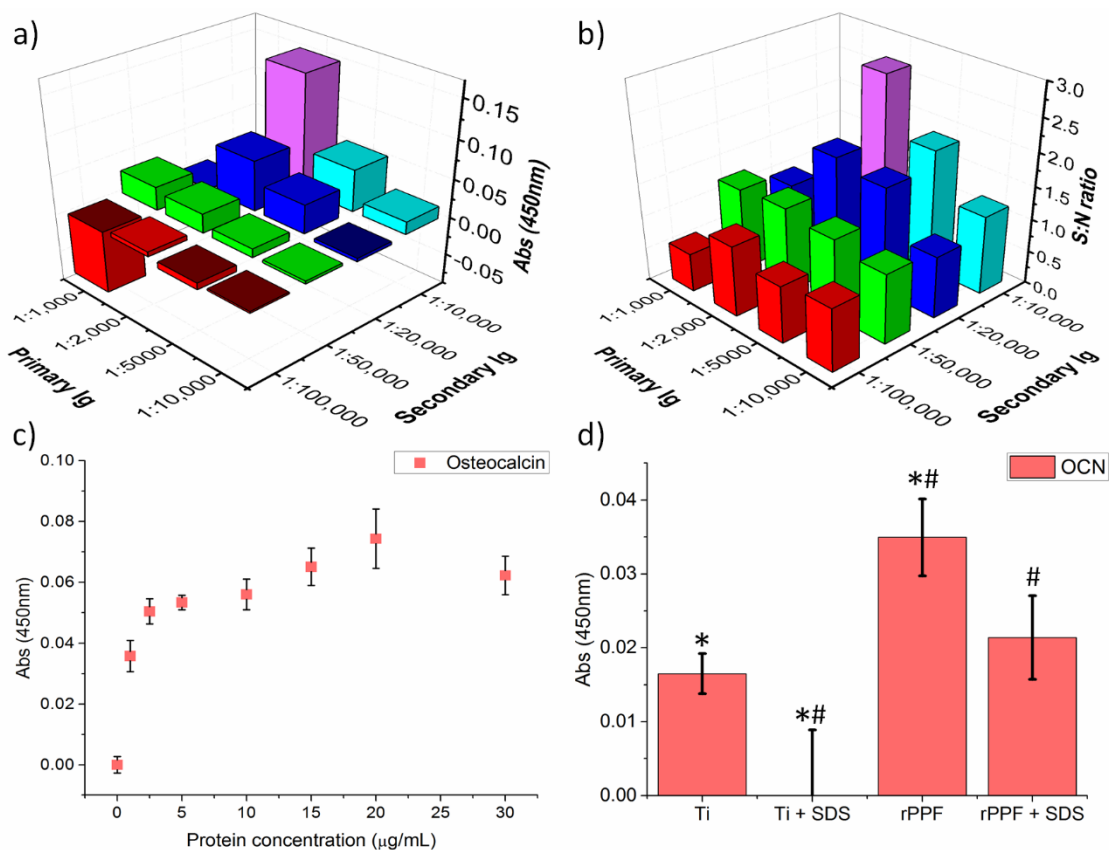 a)
0.15
0.10
0.05
0.00
-0.05
Abs (450nm)
1:1,000
1:2,000
1:5000
1:10,000
Primary Ig
1:10,000
1:20,000
1:50,000
1:100,000
Secondary Ig
b)
3.0
2.5
2.0
1.5
1.0
0.5
0.0
S:N ratio
1:1,000
1:2,000
1:5000
1:10,000
Primary Ig
1:10,000
1:20,000
1:50,000
1:100,000
Secondary Ig
c)
Osteocalcin
0.10
0.08
0.06
0.04
0.02
0.00
Abs (450nm)
0 5 10 15 20 25 30
Protein concentration (μg/mL)
d)
OCN
0.04
0.03
0.02
0.01
0.00
Abs (450nm)
*
*#
*#
#
Ti Ti + SDS rPPF rPPF + SDS